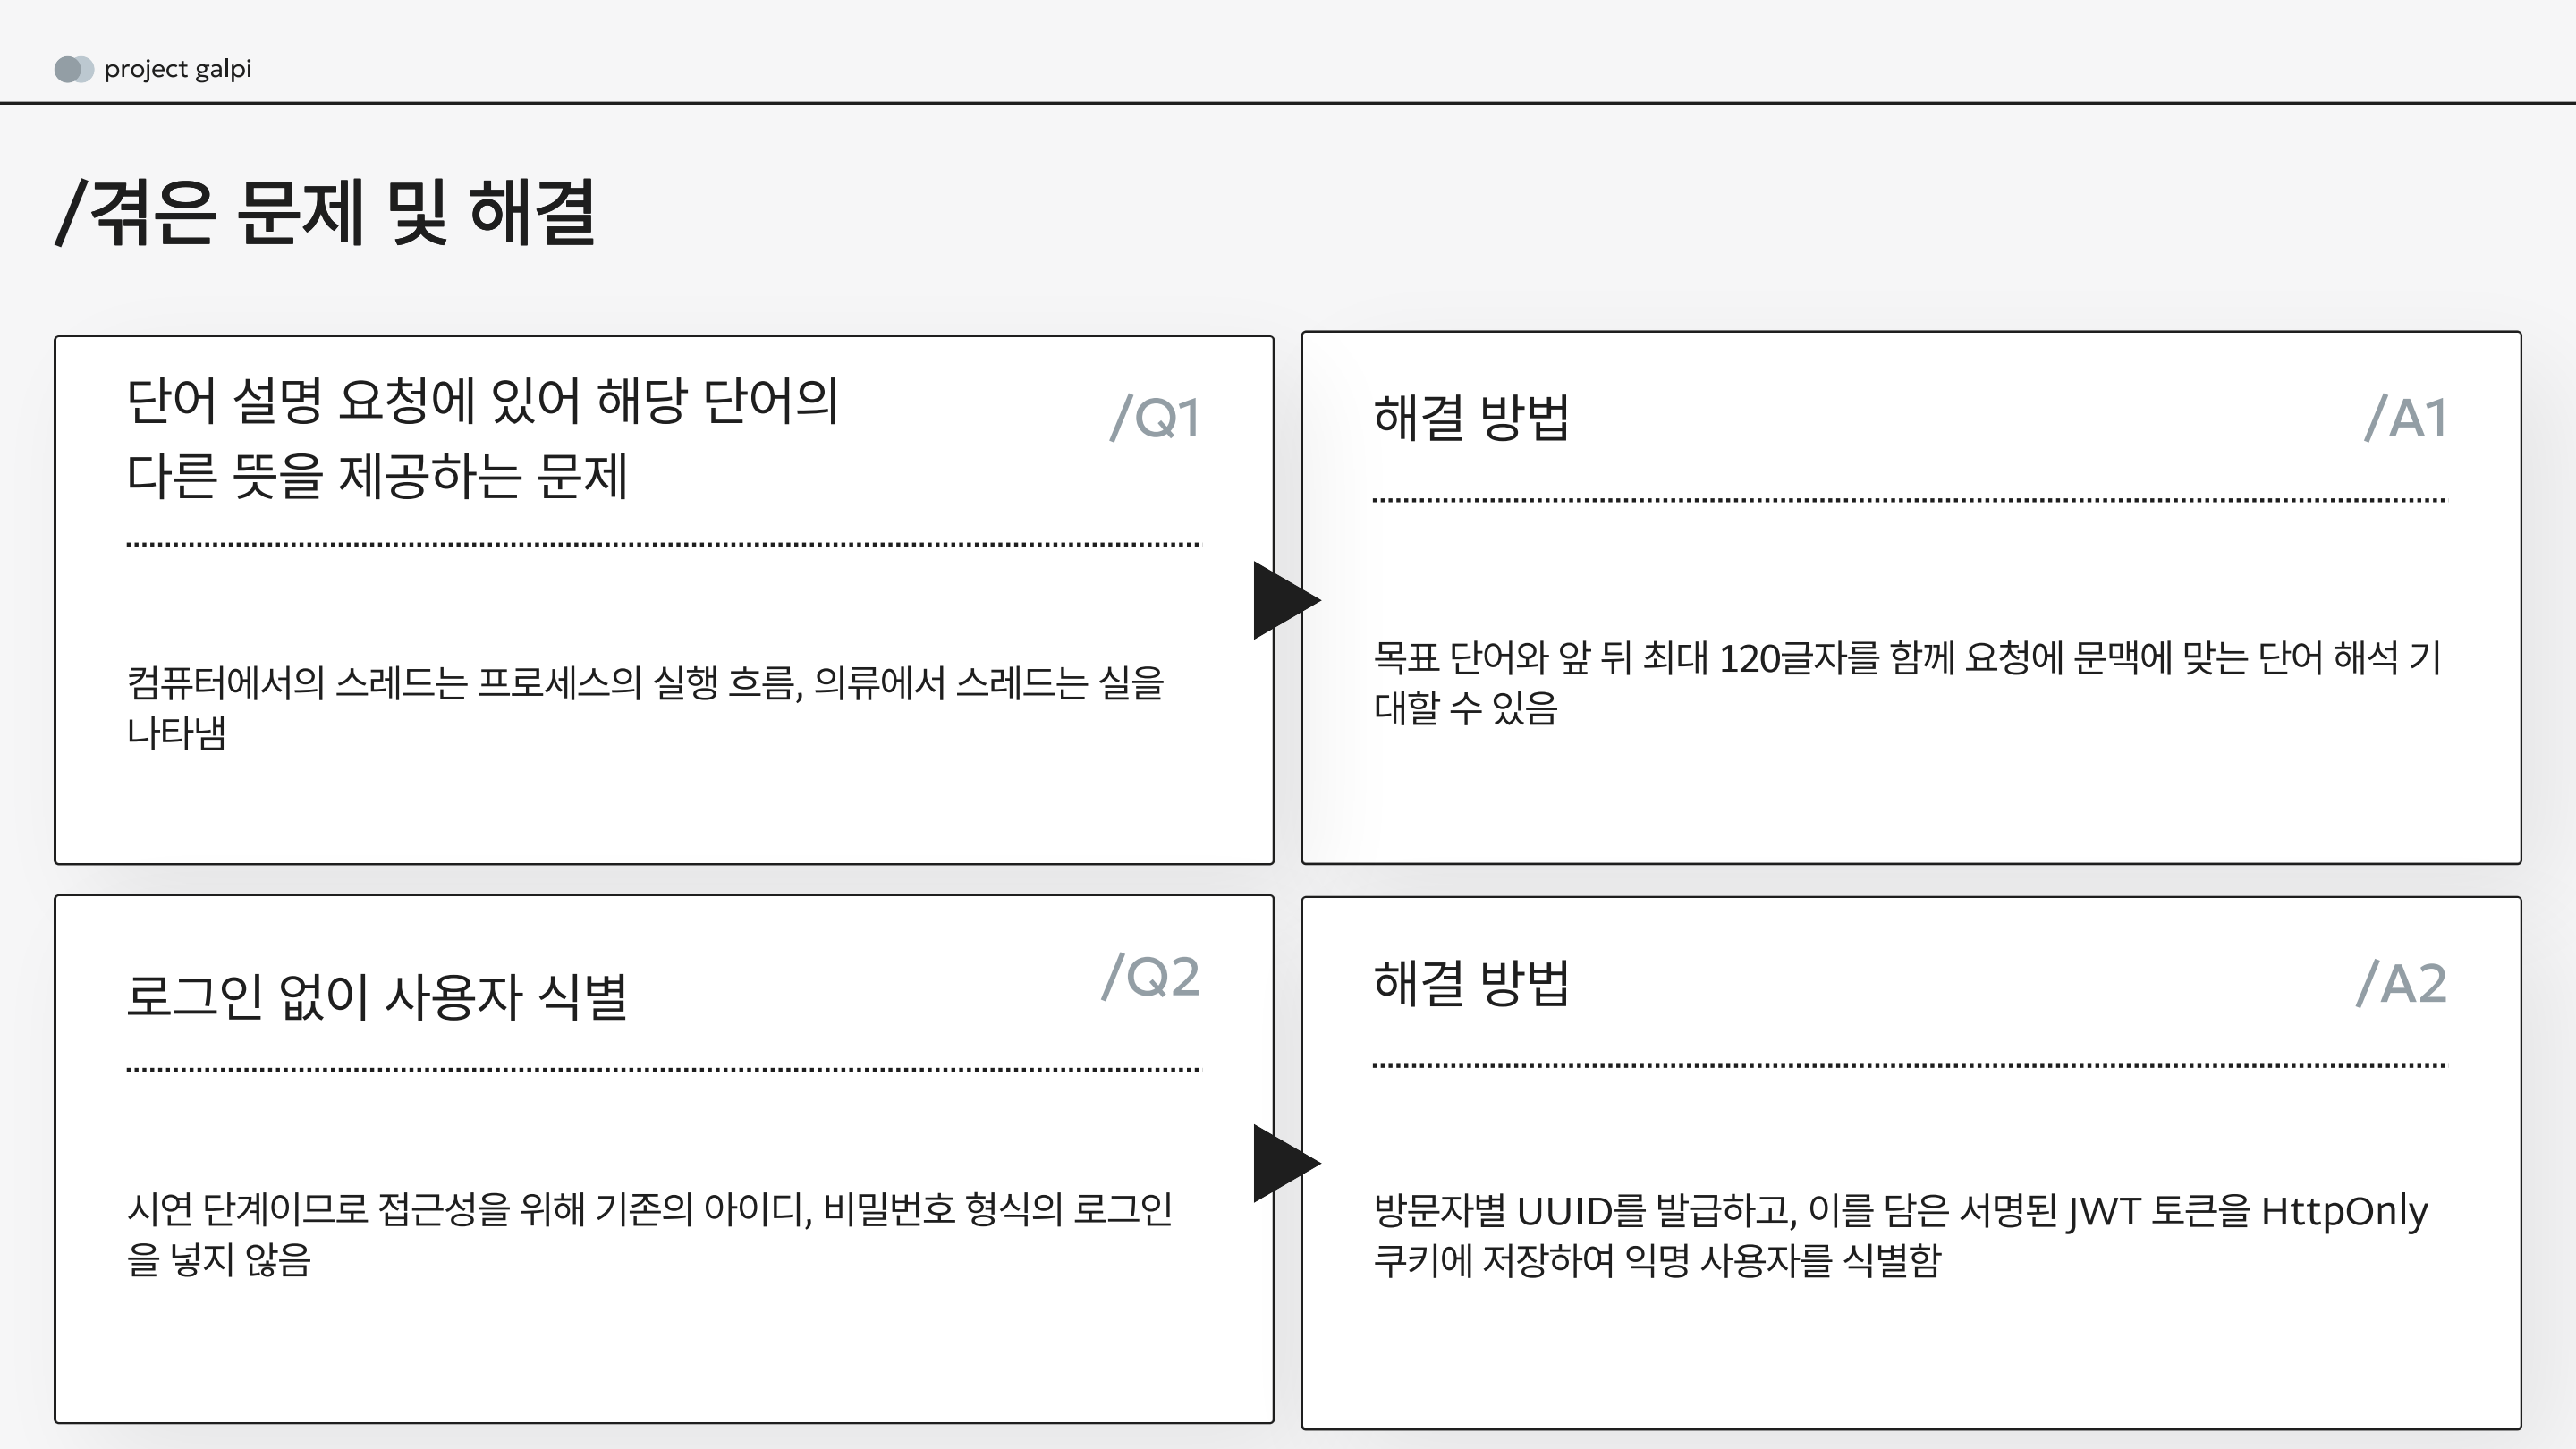 project galpi
/겪은 문제 및 해결
단어 설명 요청에 있어 해당 단어의
다른 뜻을 제공하는 문제
/Q1
컴퓨터에서의 스레드는 프로세스의 실행 흐름, 의류에서 스레드는 실을
나타냄
해결 방법
/A1
목표 단어와 앞 뒤 최대 120글자를 함께 요청에 문맥에 맞는 단어 해석 기
대할 수 있음
로그인 없이 사용자 식별
/Q2
시연 단계이므로 접근성을 위해 기존의 아이디, 비밀번호 형식의 로그인
을 넣지 않음
해결 방법
/A2
방문자별 UUID를 발급하고, 이를 담은 서명된 JWT 토큰을 HttpOnly
쿠키에 저장하여 익명 사용자를 식별함